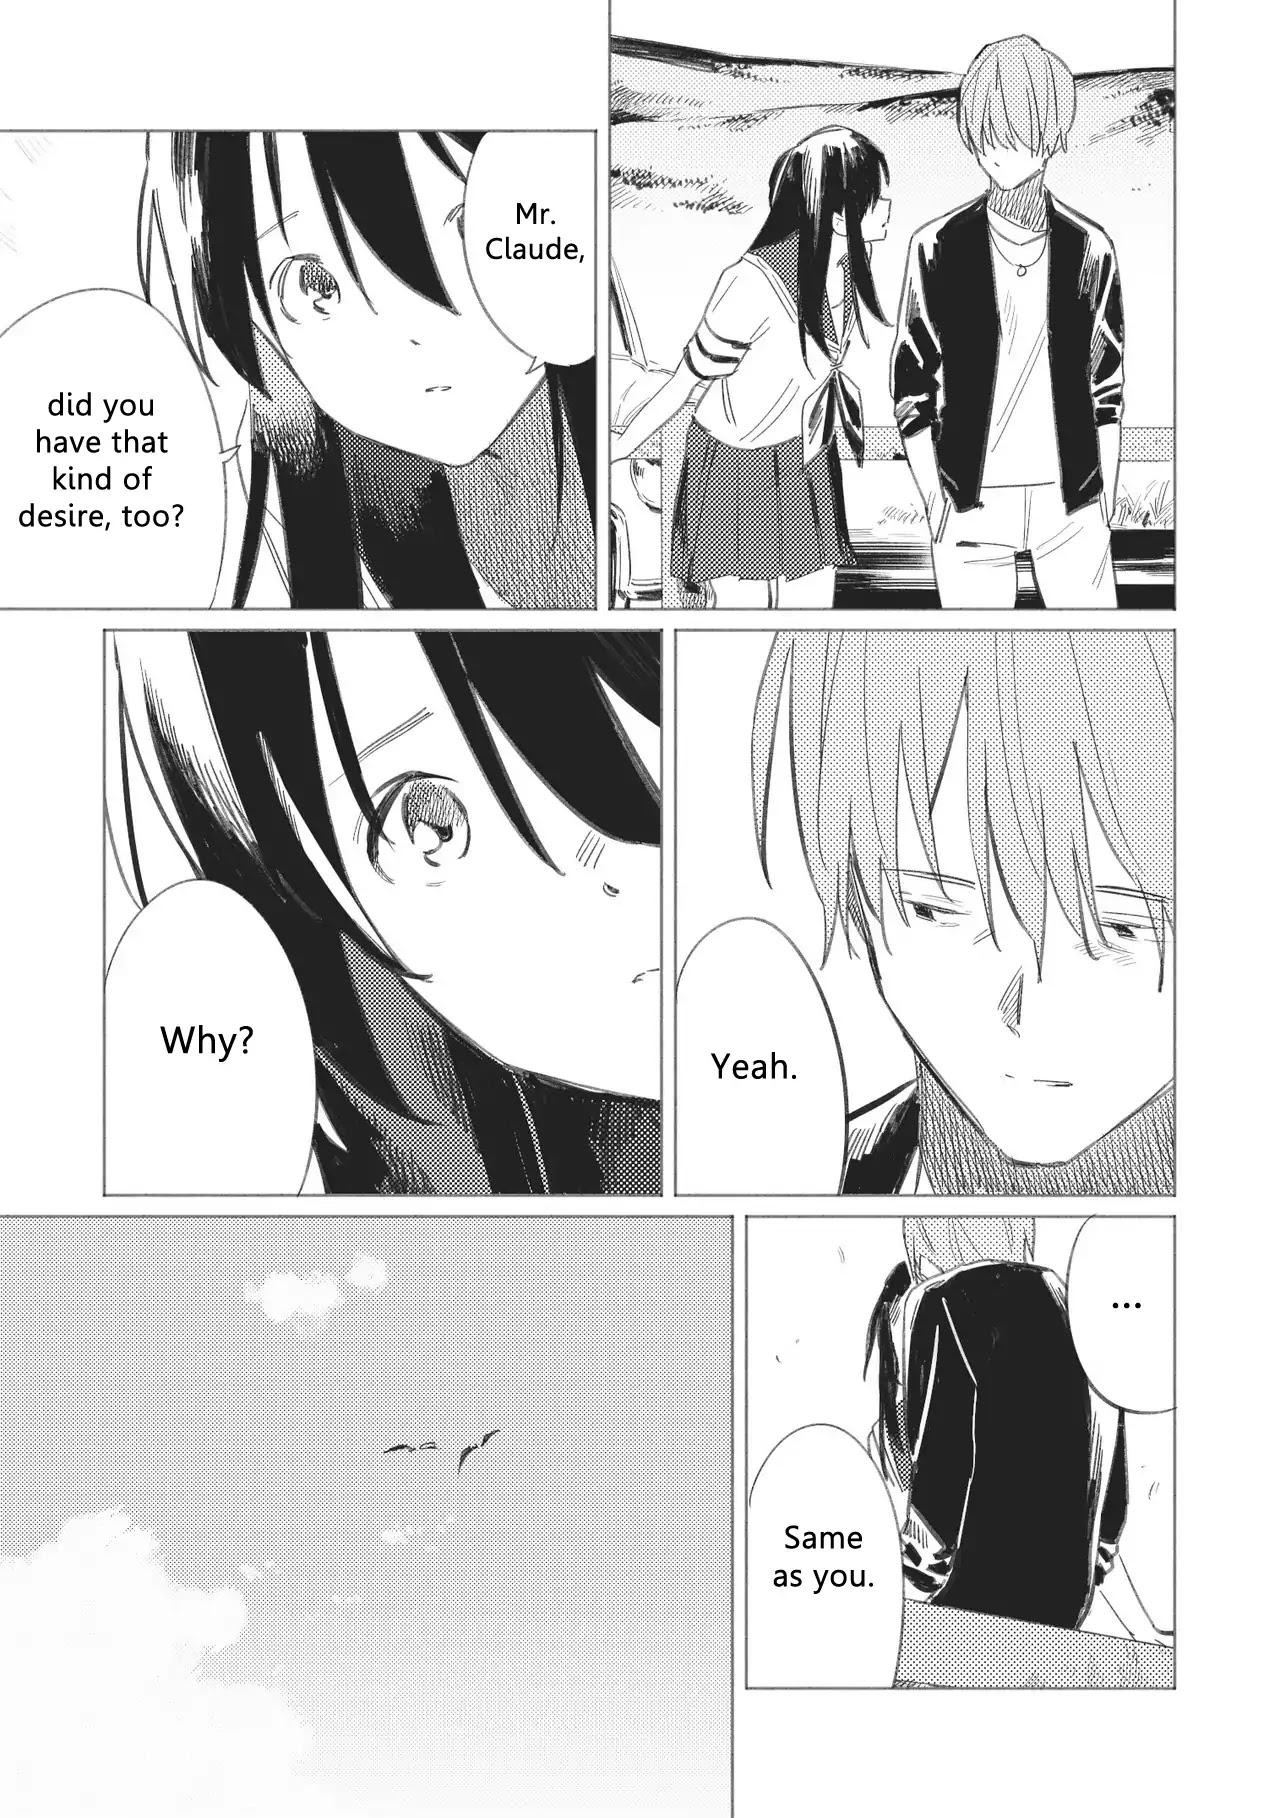 Mr.
Claude,
did you
have that
kind of
desire, too?
Yeah.
Why?
...
Same
as you.